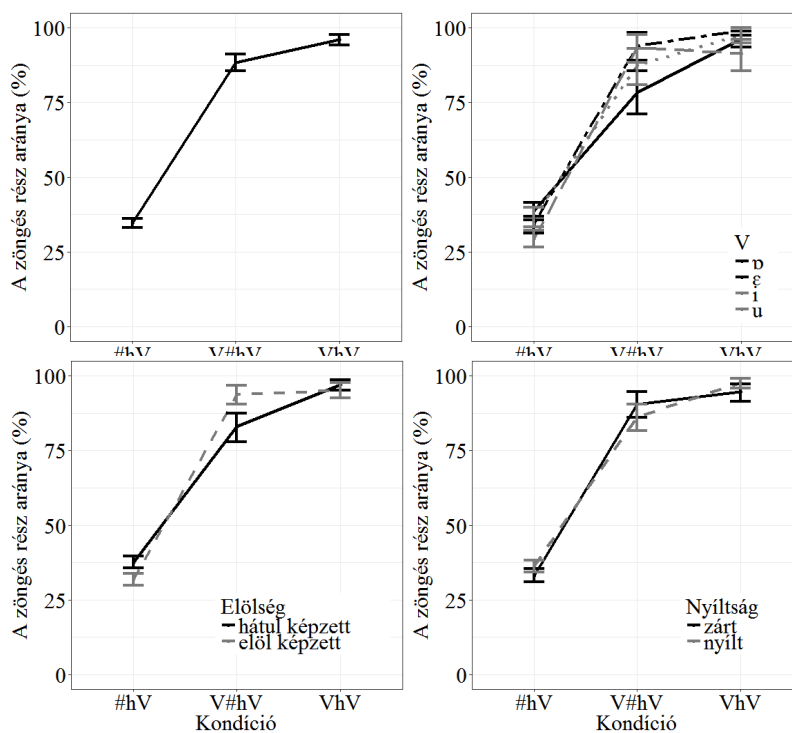 A zöngés rész aránya (%)
100
75
50
25
0
#hV V#hV VhV
A zöngés rész aránya (%)
100
75
50
25
0
V
ɒ
ɛ
i
u
#hV V#hV VhV
A zöngés rész aránya (%)
100
75
50
25
0
Elölség
hátul képzett
elöl képzett
#hV V#hV VhV
Kondíció
A zöngés rész aránya (%)
100
75
50
25
0
Nyíltság
zárt
nyílt
#hV V#hV VhV
Kondíció